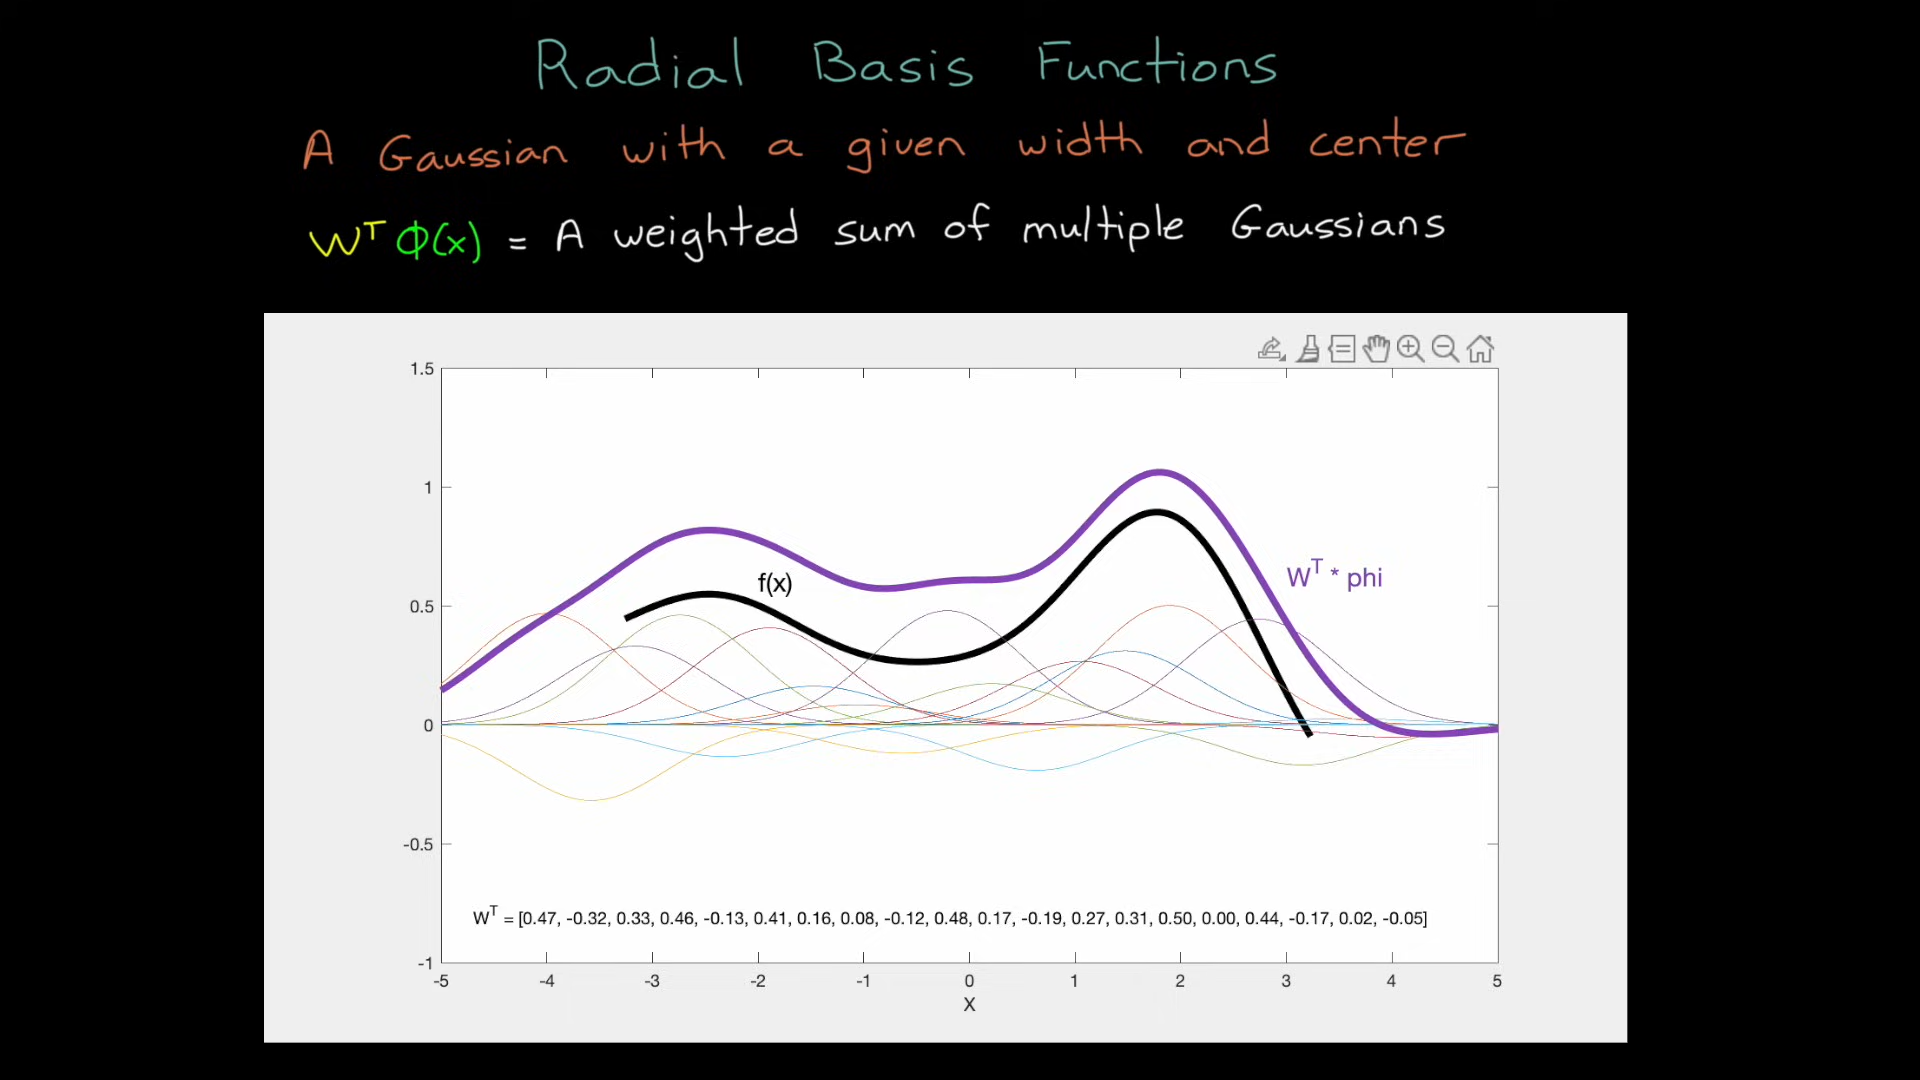 Radial Basis Functions
A Gaussian with a given width and center
Wᵀ Φ(x) = A weighted sum of multiple Gaussians
1.5
1
0.5
0
-0.5
-1
f(x)
Wᵀ * phi
Wᵀ = [0.47, -0.32, 0.33, 0.46, -0.13, 0.41, 0.16, 0.08, -0.12, 0.48, 0.17, -0.19, 0.27, 0.31, 0.50, 0.00, 0.44, -0.17, 0.02, -0.05]
-5 -4 -3 -2 -1 0 1 2 3 4 5
X